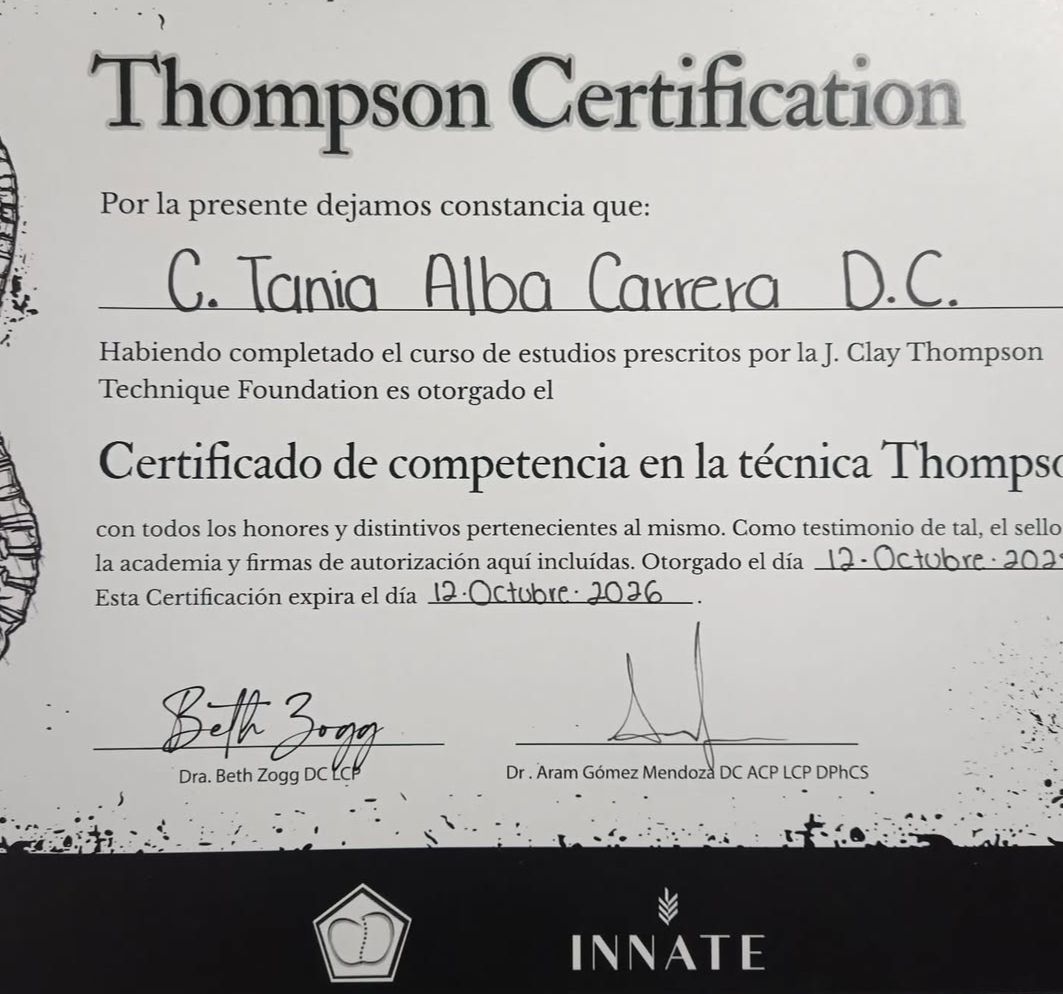 Thompson Certification
Por la presente dejamos constancia que:
C. Tania Alba Carrera D.C.
Habiendo completado el curso de estudios prescritos por la J. Clay Thompson
Technique Foundation es otorgado el
Certificado de competencia en la técnica Thompso
con todos los honores y distintivos pertenecientes al mismo. Como testimonio de tal, el sello
la academia y firmas de autorización aquí incluídas. Otorgado el día 12 · Octubre ·
Esta Certificación expira el día 12 · Octubre · 2026 .
Beth Zogg
Dra. Beth Zogg DC LCP
Dr . Aram Gómez Mendoza DC ACP LCP DPhCS
INNATE